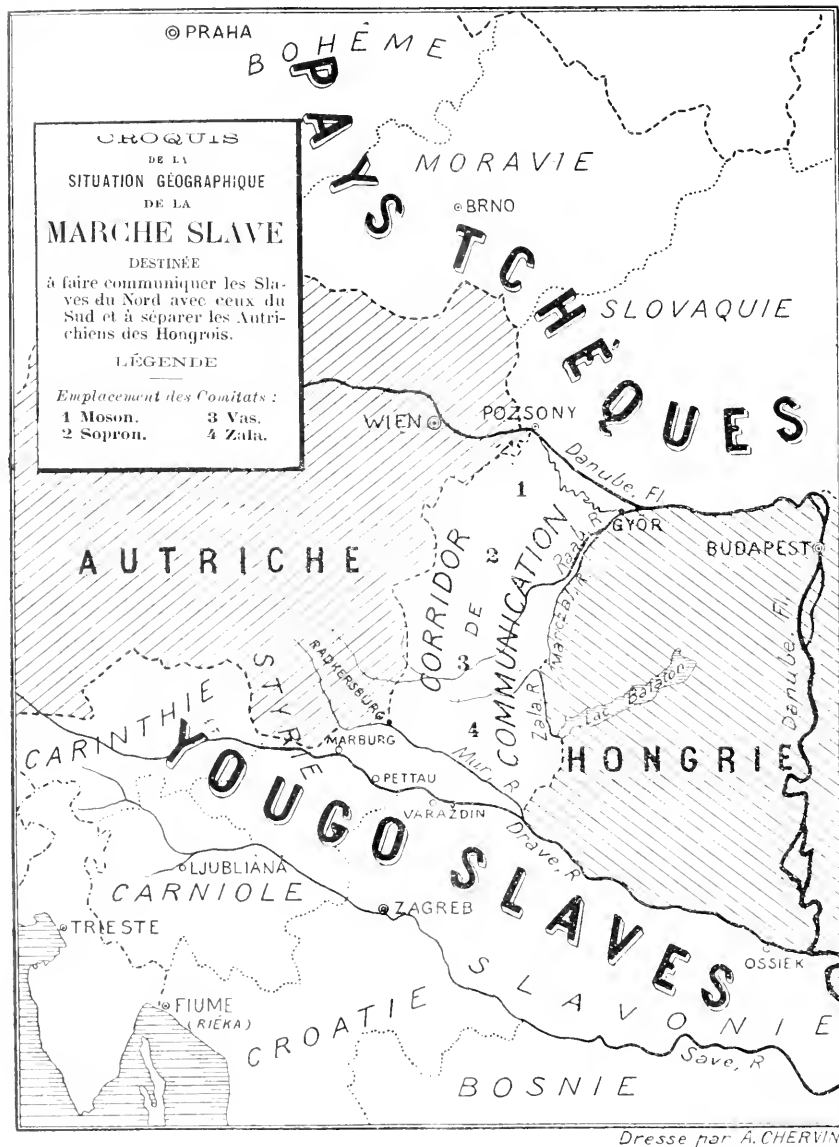 PRAHA
BOHÊME
PAYS TCHÈQUES
CROQUIS
DE LA
SITUATION GÉOGRAPHIQUE
DE LA
MARCHE SLAVE
DESTINÉE
à faire communiquer les Sla-
ves du Nord avec ceux du
Sud et à séparer les Autri-
chiens des Hongrois.
LÉGENDE
Emplacement des Comitats :
1 Moson. 3 Vas.
2 Sopron. 4 Zala.
MORAVIE
BRNO
SLOVAQUIE
WIEN
POZSONY
Danube. Fl
1
GYÖR
BUDAPEST
AUTRICHE
2
CORRIDOR
DE
COMMUNICATION
Raab. R
Marczal. R
Danube. Fl
3
STYRIE
RADKERSBURG
Zala R
Lac Balaton
4
CARINTHIE
MARBURG
Mur. R
HONGRIE
YOUGO SLAVES
PETTAU
VARAZDIN
Drave, R
LJUBLIANA
CARNIOLE
ZAGREB
TRIESTE
OSSIEK
SLAVONIE
FIUME
(RIÉKA)
CROATIE
Save, R
BOSNIE
Dressé par A. CHERVIN